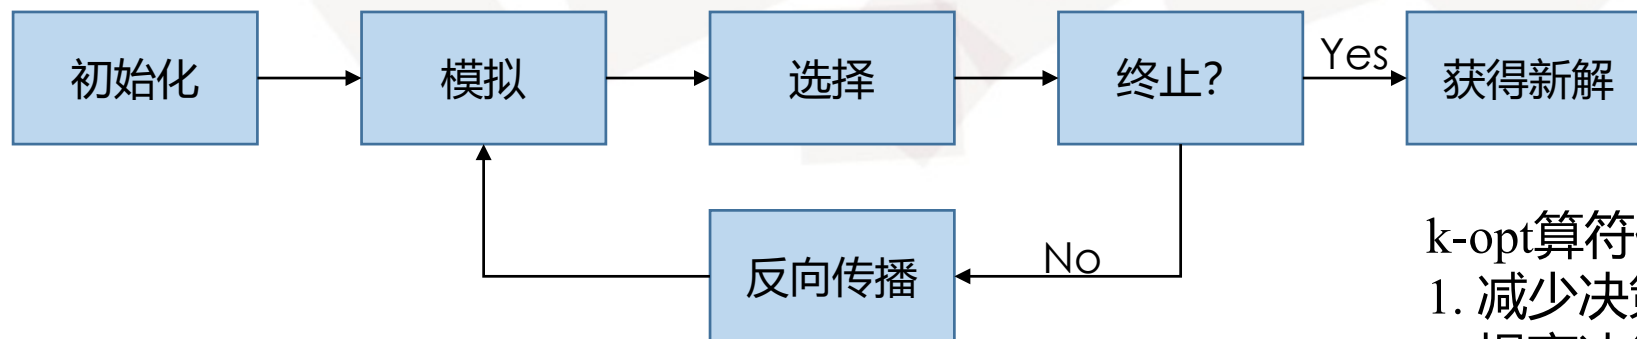 初始化
模拟
选择
终止?
Yes
获得新解
反向传播
No
k-opt算符
1. 减少决